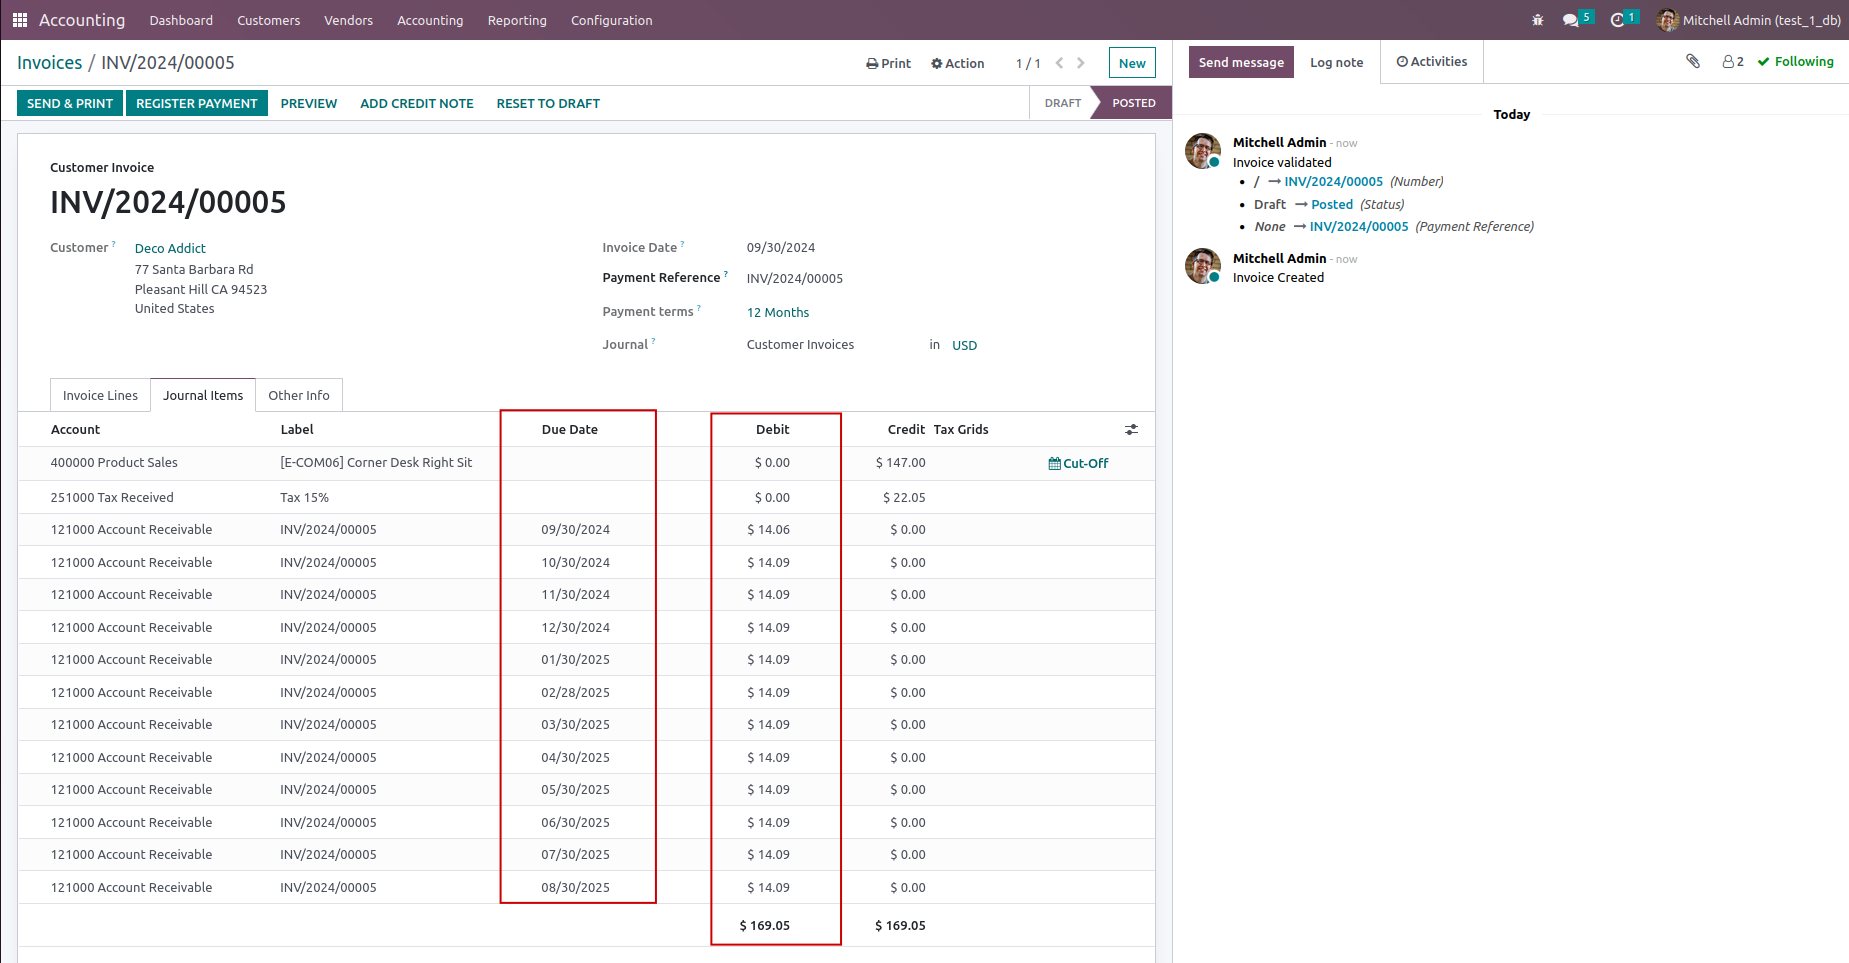 Accounting Dashboard Customers Vendors Accounting Reporting Configuration 5 1 Mitchell Admin (test_1_db)
Invoices / INV/2024/00005 Print Action 1 / 1 New
SEND & PRINT REGISTER PAYMENT PREVIEW ADD CREDIT NOTE RESET TO DRAFT DRAFT POSTED
Customer Invoice
INV/2024/00005
Customer ? Deco Addict
77 Santa Barbara Rd
Pleasant Hill CA 94523
United States
Invoice Date ? 09/30/2024
Payment Reference ? INV/2024/00005
Payment terms ? 12 Months
Journal ? Customer Invoices in USD
Invoice Lines Journal Items Other Info
Account Label Due Date Debit Credit Tax Grids
400000 Product Sales [E-COM06] Corner Desk Right Sit $ 0.00 $ 147.00 Cut-Off
251000 Tax Received Tax 15% $ 0.00 $ 22.05
121000 Account Receivable INV/2024/00005 09/30/2024 $ 14.06 $ 0.00
121000 Account Receivable INV/2024/00005 10/30/2024 $ 14.09 $ 0.00
121000 Account Receivable INV/2024/00005 11/30/2024 $ 14.09 $ 0.00
121000 Account Receivable INV/2024/00005 12/30/2024 $ 14.09 $ 0.00
121000 Account Receivable INV/2024/00005 01/30/2025 $ 14.09 $ 0.00
121000 Account Receivable INV/2024/00005 02/28/2025 $ 14.09 $ 0.00
121000 Account Receivable INV/2024/00005 03/30/2025 $ 14.09 $ 0.00
121000 Account Receivable INV/2024/00005 04/30/2025 $ 14.09 $ 0.00
121000 Account Receivable INV/2024/00005 05/30/2025 $ 14.09 $ 0.00
121000 Account Receivable INV/2024/00005 06/30/2025 $ 14.09 $ 0.00
121000 Account Receivable INV/2024/00005 07/30/2025 $ 14.09 $ 0.00
121000 Account Receivable INV/2024/00005 08/30/2025 $ 14.09 $ 0.00
$ 169.05 $ 169.05
Send message Log note Activities 2 Following
Today
Mitchell Admin - now
Invoice validated
• / → INV/2024/00005 (Number)
• Draft → Posted (Status)
• None → INV/2024/00005 (Payment Reference)
Mitchell Admin - now
Invoice Created